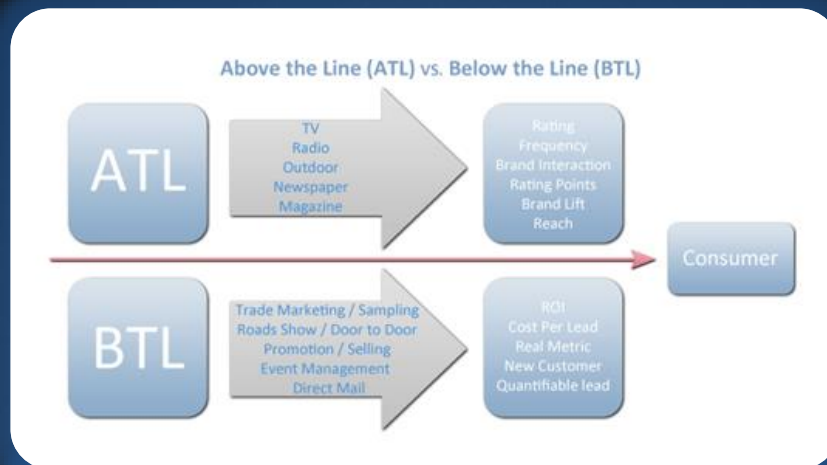 Above the Line (ATL) vs. Below the Line (BTL)
ATL
TV
Radio
Outdoor
Newspaper
Magazine
Rating
Frequency
Brand Interaction
Rating Points
Brand Lift
Reach
Consumer
BTL
Trade Marketing / Sampling
Roads Show / Door to Door
Promotion / Selling
Event Management
Direct Mail
ROI
Cost Per Lead
Real Metric
New Customer
Quantifiable lead